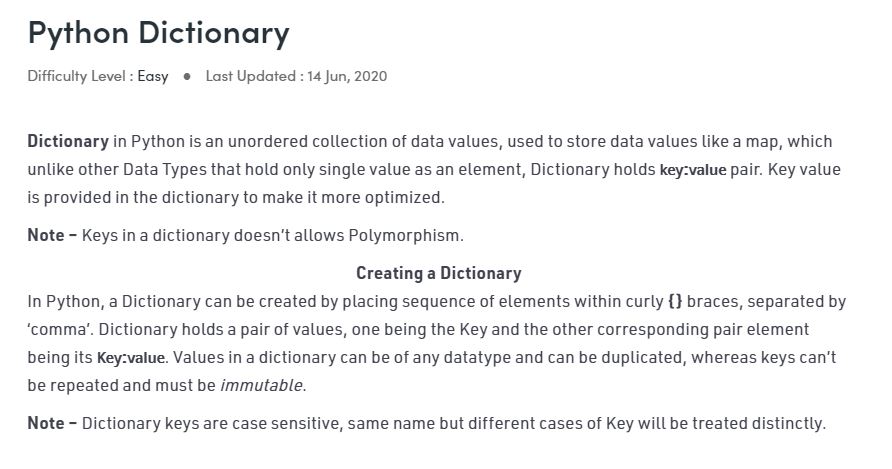 Python Dictionary
Difficulty Level : Easy ● Last Updated : 14 Jun, 2020
Dictionary in Python is an unordered collection of data values, used to store data values like a map, which
unlike other Data Types that hold only single value as an element, Dictionary holds key:value pair. Key value
is provided in the dictionary to make it more optimized.
Note – Keys in a dictionary doesn’t allows Polymorphism.
Creating a Dictionary
In Python, a Dictionary can be created by placing sequence of elements within curly {} braces, separated by
‘comma’. Dictionary holds a pair of values, one being the Key and the other corresponding pair element
being its Key:value. Values in a dictionary can be of any datatype and can be duplicated, whereas keys can’t
be repeated and must be immutable.
Note – Dictionary keys are case sensitive, same name but different cases of Key will be treated distinctly.